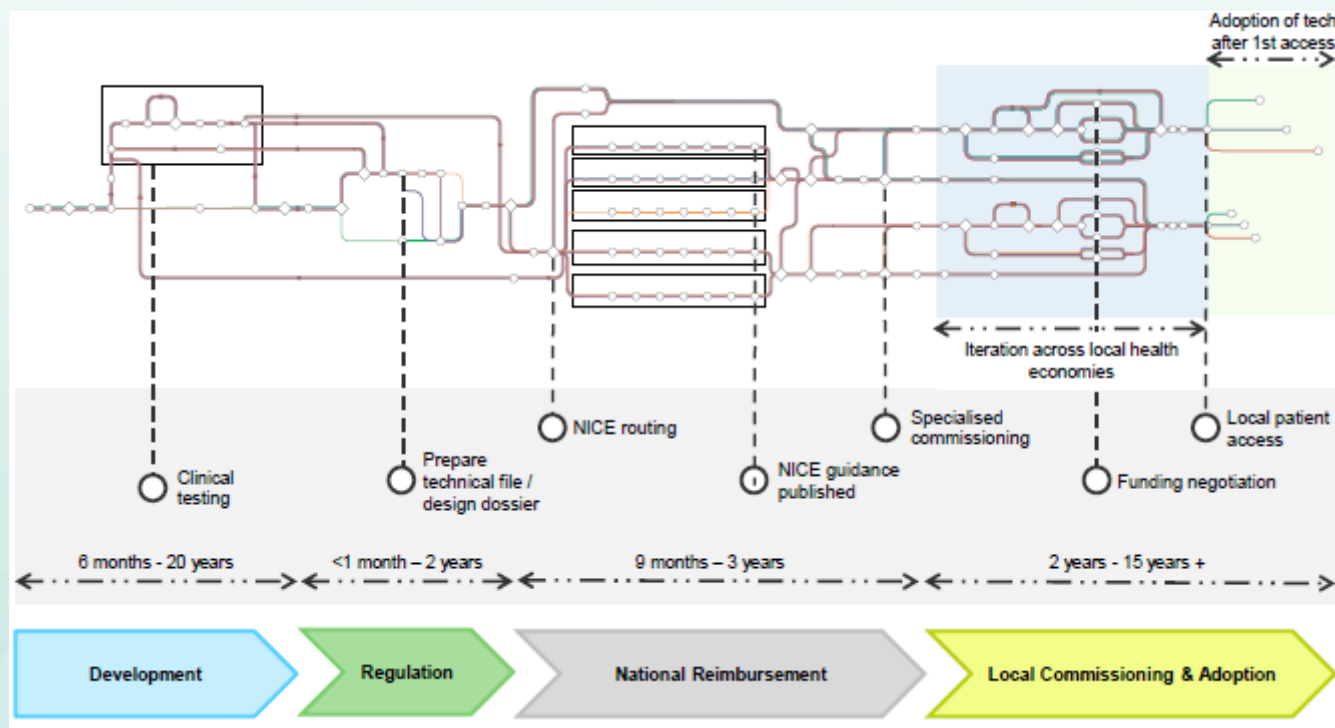 Adoption of tech
after 1st access
Iteration across local health
economies
NICE routing
Specialised
commissioning
Local patient
access
Clinical
testing
Prepare
technical file /
design dossier
NICE guidance
published
Funding negotiation
6 months - 20 years
<1 month – 2 years
9 months – 3 years
2 years - 15 years +
Development
Regulation
National Reimbursement
Local Commissioning & Adoption